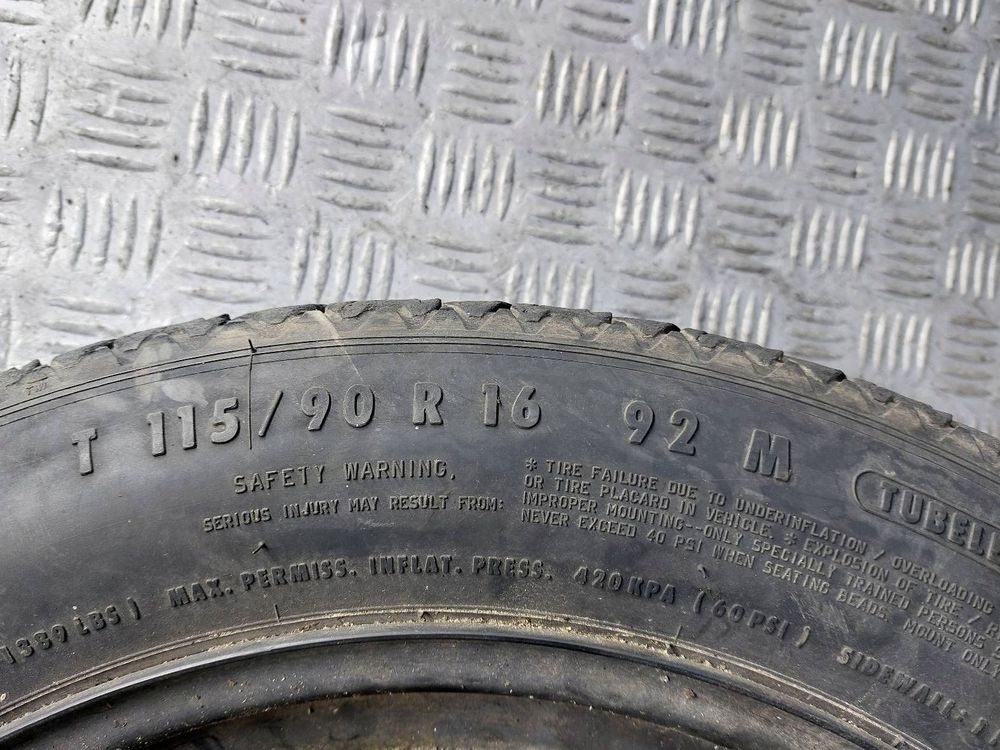 T 115/90 R 16 92 M
TUBELE
SAFETY WARNING.
SERIOUS INJURY MAY RESULT FROM:
* TIRE FAILURE DUE TO UNDERINFLATION / OVERLOADING
OR TIRE PLACARD IN VEHICLE. * EXPLOSION OF TIRE /
IMPROPER MOUNTING--ONLY SPECIALLY TRAINED PERSONS
NEVER EXCEED 40 PSI WHEN SEATING BEADS. MOUNT ONL
1389 LBS) MAX. PERMISS. INFLAT. PRESS. 420 KPA (60 PSI) SIDEWALL: